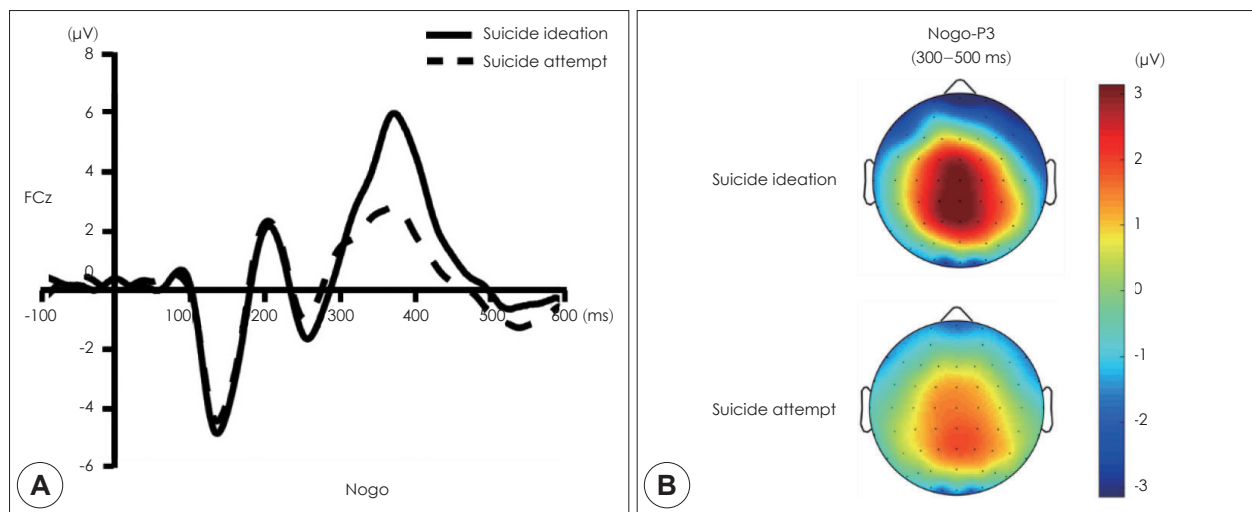 (μV)
8
6
4
2
0
-2
-4
-6
FCz
-100
100
200
300
400
500
600 (ms)
Suicide ideation
Suicide attempt
Nogo
A
Nogo-P3
(300–500 ms)
(μV)
Suicide ideation
Suicide attempt
3
2
1
0
-1
-2
-3
B